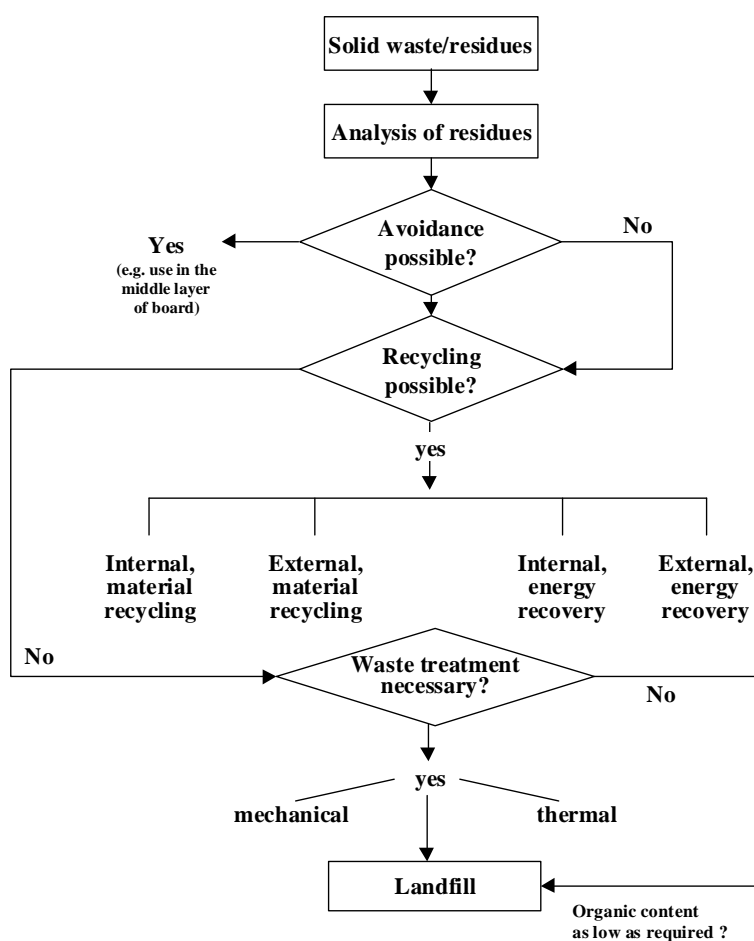 Solid waste/residues
Analysis of residues
Avoidance
possible?
No
Yes
(e.g. use in the
middle layer
of board)
Recycling
possible?
yes
Internal,
material
recycling
External,
material
recycling
Internal,
energy
recovery
External,
energy
recovery
No
Waste treatment
necessary?
No
yes
mechanical
thermal
Landfill
Organic content
as low as required ?